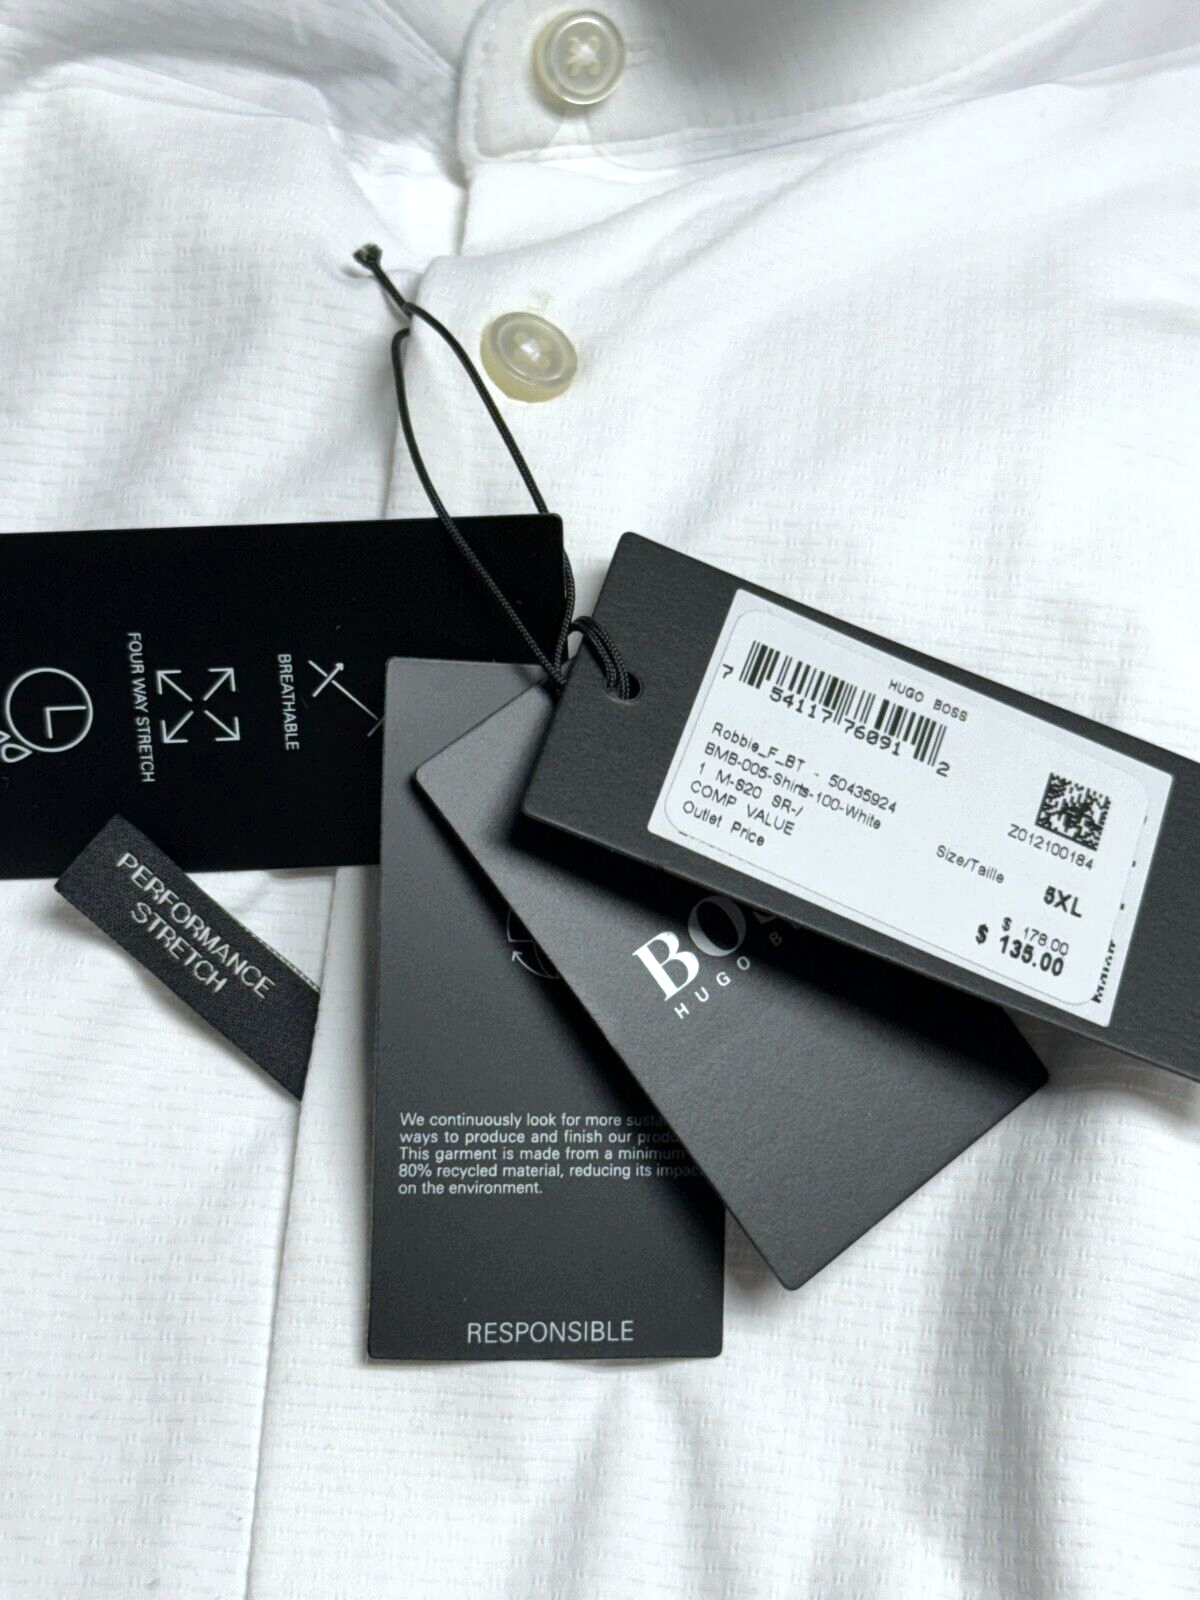 FOUR WAY STRETCH
BREATHABLE
PERFORMANCE
STRETCH
HUGO BOSS
7 54117 76091 2
Robbie_F_BT - 50435924
BMB-005-Shirts-100-White
1 M-S20 SR-/
COMP VALUE
Outlet Price
Z012100184
Size/Taille
5XL
$ 178.00
$ 135.00
BO
HUGO B
We continuously look for more
ways to produce and finish our
This garment is made from a minimum
80% recycled material, reducing its
on the environment.
RESPONSIBLE